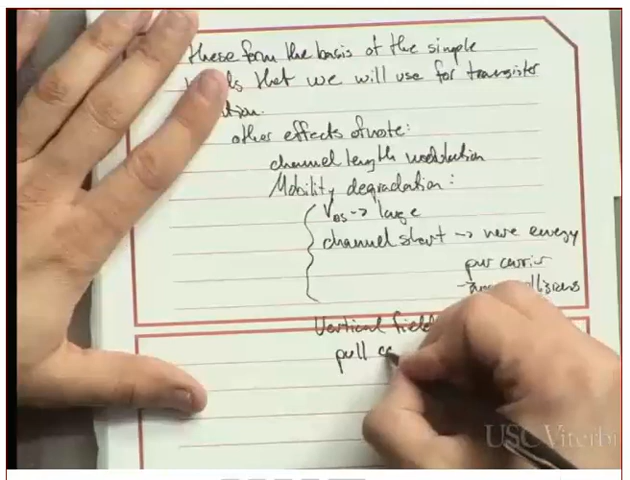 these form the basis of the simple
that we will use for transistor
other effects of note:
channel length modulation
Mobility degradation:
VDS -> large
channel short -> more energy
per carrier
->
Vertical field
pull
USC Viterbi